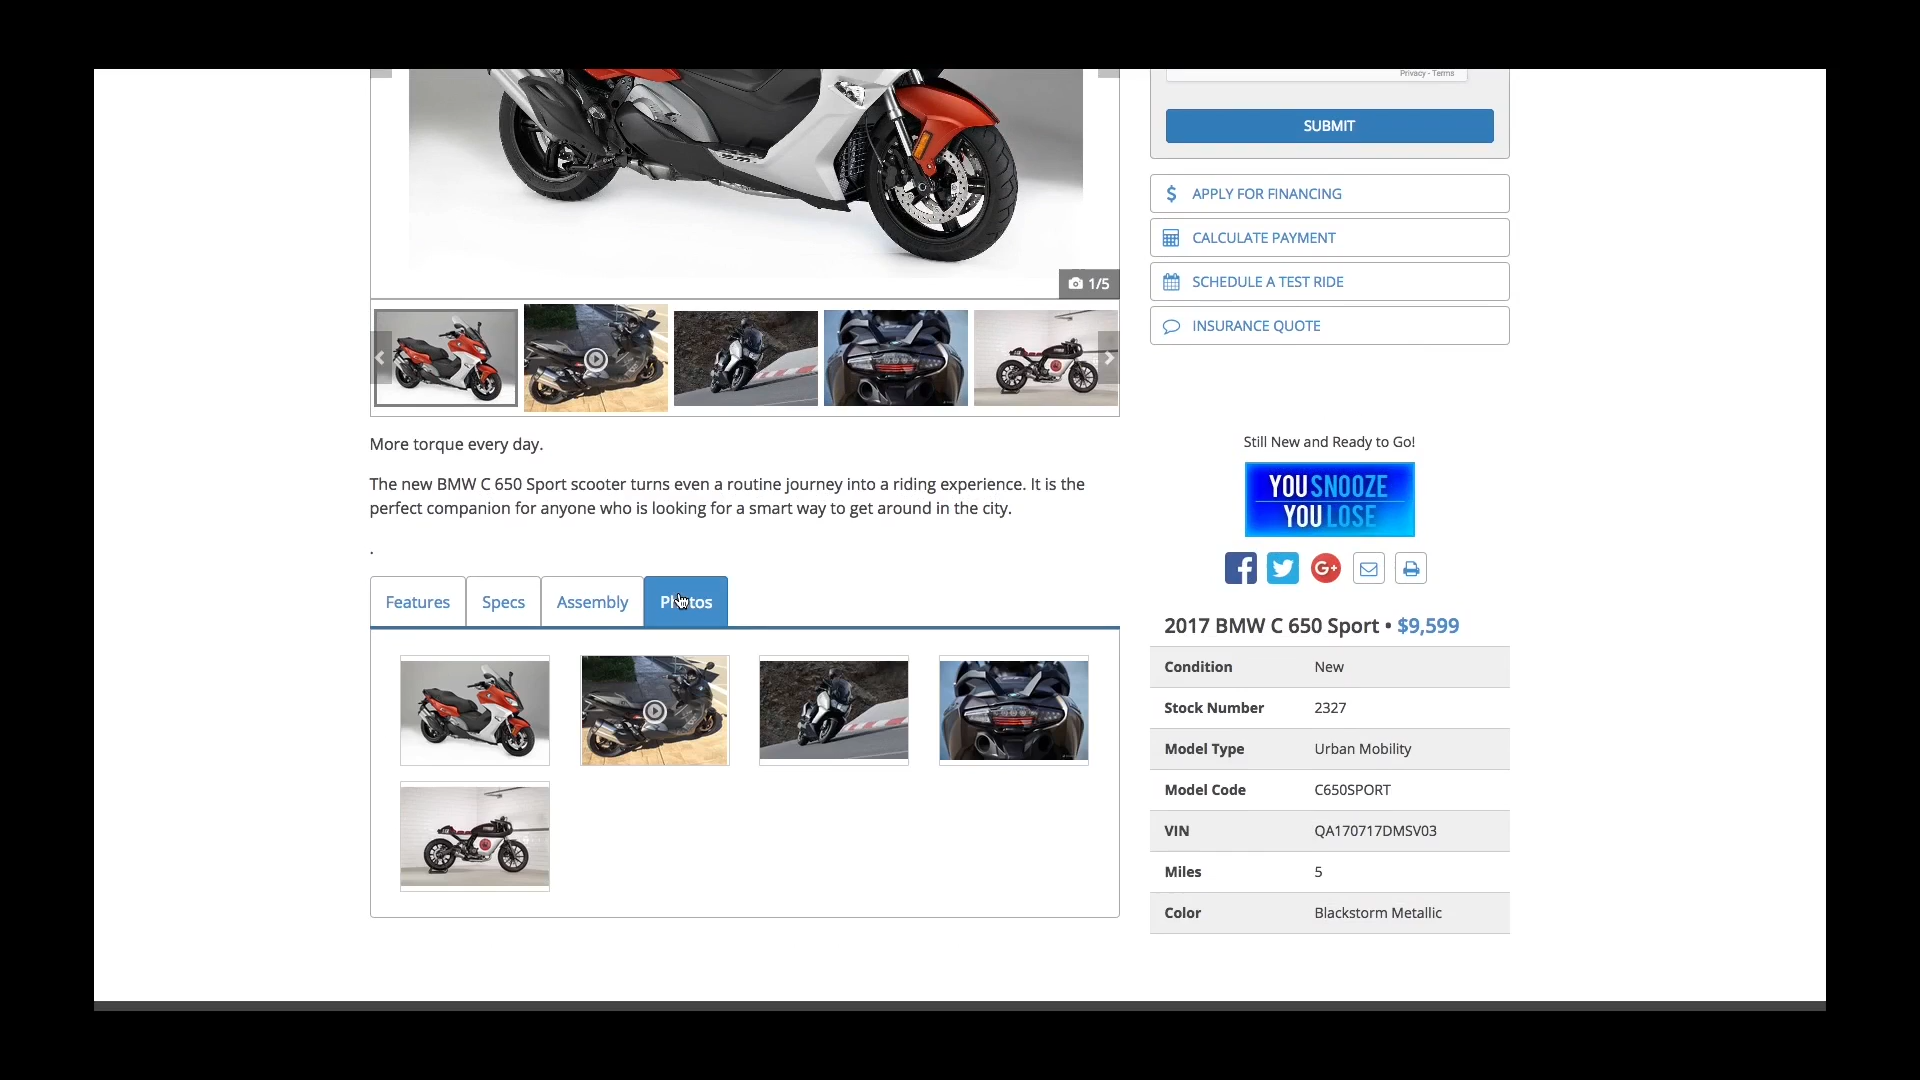 Privacy - Terms
SUBMIT
$ APPLY FOR FINANCING
CALCULATE PAYMENT
SCHEDULE A TEST RIDE
INSURANCE QUOTE
1/5
More torque every day.
The new BMW C 650 Sport scooter turns even a routine journey into a riding experience. It is the
perfect companion for anyone who is looking for a smart way to get around in the city.
.
Features Specs Assembly Photos
Still New and Ready to Go!
YOU SNOOZE
YOU LOSE
2017 BMW C 650 Sport • $9,599
Condition New
Stock Number 2327
Model Type Urban Mobility
Model Code C650SPORT
VIN QA170717DMSV03
Miles 5
Color Blackstorm Metallic